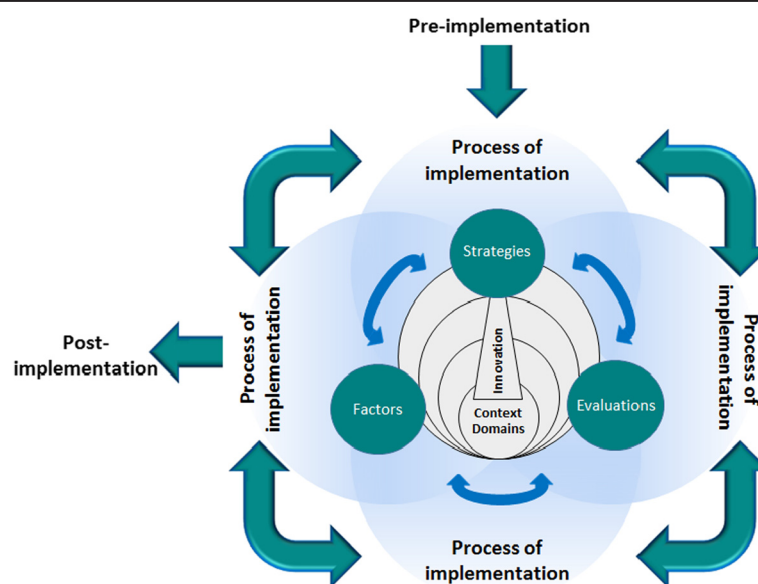 Pre-implementation
Process of
implementation
Strategies
Process of
implementation
Process of
implementation
Innovation
Post-
implementation
Factors
Evaluations
Context
Domains
Process of
implementation